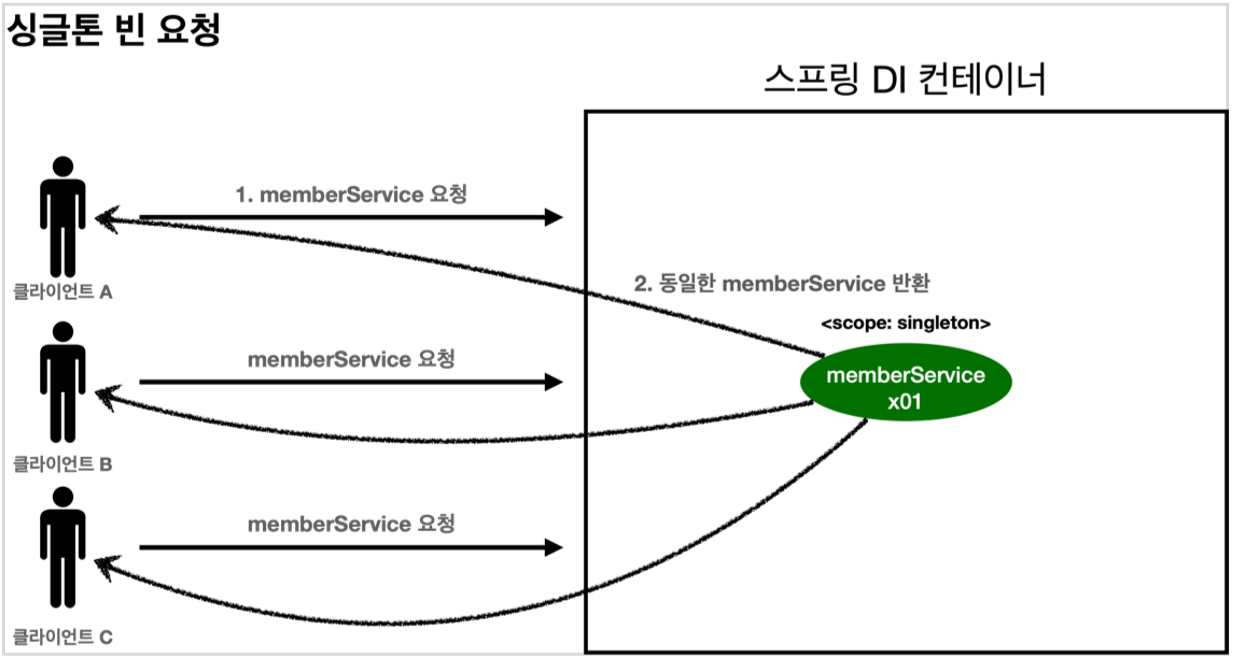 싱글톤 빈 요청
스프링 DI 컨테이너
1. memberService 요청
클라이언트 A
2. 동일한 memberService 반환
<scope: singleton>
memberService
x01
memberService 요청
클라이언트 B
memberService 요청
클라이언트 C